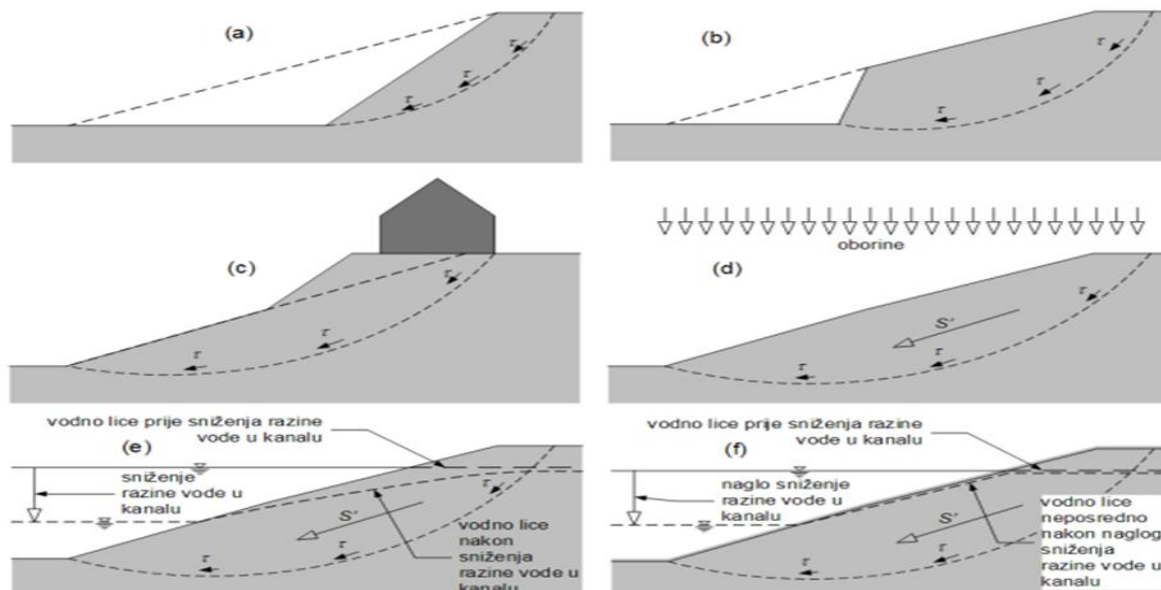 (a)
τ
τ
τ
(b)
τ
τ
τ
(c)
τ
τ
τ
oborine
(d)
τ
S'
τ
τ
vodno lice prije sniženja razine
vode u kanalu
(e)
sniženje
razine vode u
kanalu
τ
S'
τ
τ
vodno lice
nakon
sniženja
razine vode u
kanalu
vodno lice prije sniženja razine
vode u kanalu
(f)
naglo sniženje
razine vode u
kanalu
S'
τ
τ
vodno lice
neposredno
nakon naglog
sniženja
razine vode u
kanalu